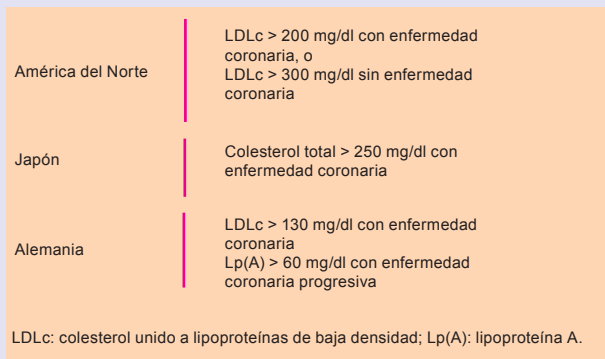 América del Norte
LDLc > 200 mg/dl con enfermedad
coronaria, o
LDLc > 300 mg/dl sin enfermedad
coronaria
Japón
Colesterol total > 250 mg/dl con
enfermedad coronaria
Alemania
LDLc > 130 mg/dl con enfermedad
coronaria
Lp(A) > 60 mg/dl con enfermedad
coronaria progresiva
LDLc: colesterol unido a lipoproteínas de baja densidad; Lp(A): lipoproteína A.